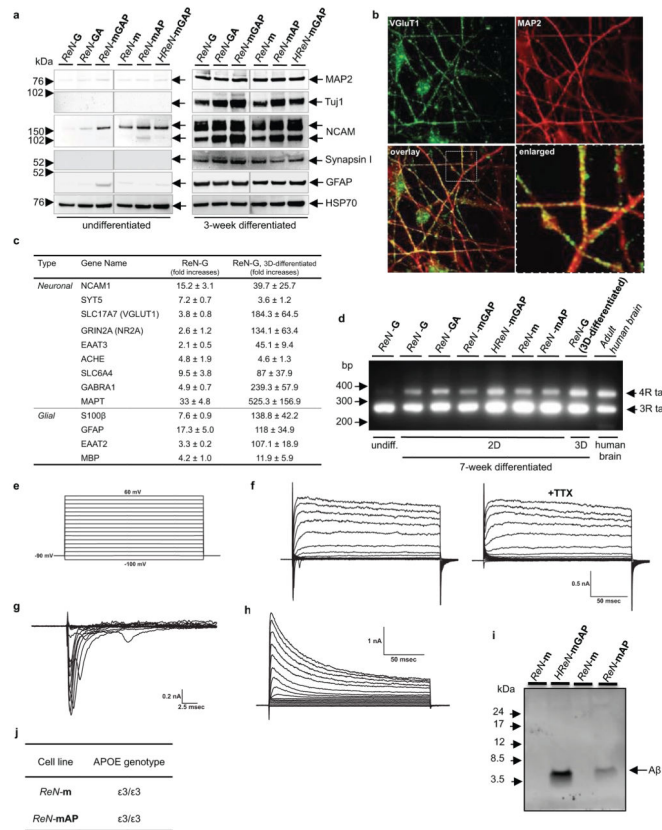 a
ReN-G
ReN-GA
ReN-mGAP
ReN-m
ReN-mAP
HReN-mGAP
ReN-G
ReN-GA
ReN-mGAP
ReN-m
ReN-mAP
HReN-mGAP
kDa
76
102
150
102
52
52
76
MAP2
Tuj1
NCAM
Synapsin I
GFAP
HSP70
undifferentiated
3-week differentiated
b
VGluT1
MAP2
overlay
enlarged
c
Type Gene Name ReN-G (fold increases) ReN-G, 3D-differentiated (fold increases)
Neuronal NCAM1 15.2 ± 3.1 39.7 ± 25.7
SYT5 7.2 ± 0.7 3.6 ± 1.2
SLC17A7 (VGLUT1) 3.8 ± 0.8 184.3 ± 64.5
GRIN2A (NR2A) 2.6 ± 1.2 134.1 ± 63.4
EAAT3 2.1 ± 0.5 45.1 ± 9.4
ACHE 4.8 ± 1.9 4.6 ± 1.3
SLC6A4 9.5 ± 3.8 87 ± 37.9
GABRA1 4.9 ± 0.7 239.3 ± 57.9
MAPT 33 ± 4.8 525.3 ± 156.9
Glial S100β 7.6 ± 0.9 138.8 ± 42.2
GFAP 17.3 ± 5.0 118 ± 34.9
EAAT2 3.3 ± 0.2 107.1 ± 18.9
MBP 4.2 ± 1.0 11.9 ± 5.9
d
ReN-G
ReN-G
ReN-GA
ReN-mGAP
HReN-mGAP
ReN-m
ReN-mAP
ReN-G
(3D-differentiated)
Adult
human brain
bp
400
300
200
4R ta
3R ta
undiff.
2D
3D
human
brain
7-week differentiated
e
60 mV
-90 mV
-100 mV
f
+TTX
0.5 nA
50 msec
g
0.2 nA
2.5 msec
h
1 nA
50 msec
i
ReN-m
HReN-mGAP
ReN-m
ReN-mAP
kDa
24
17
12
8.5
3.5
Aβ
j
Cell line APOE genotype
ReN-m ε3/ε3
ReN-mAP ε3/ε3